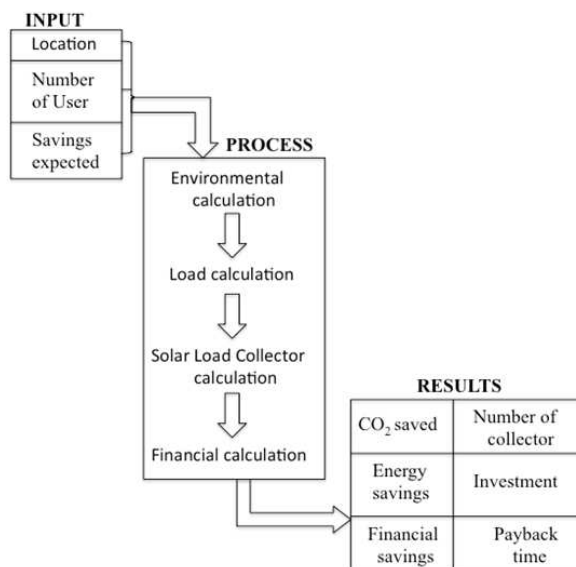 INPUT
Location
Number
of User
Savings
expected
PROCESS
Environmental
calculation
Load calculation
Solar Load Collector
calculation
Financial calculation
RESULTS
CO₂ saved
Number of
collector
Energy
savings
Investment
Financial
savings
Payback
time